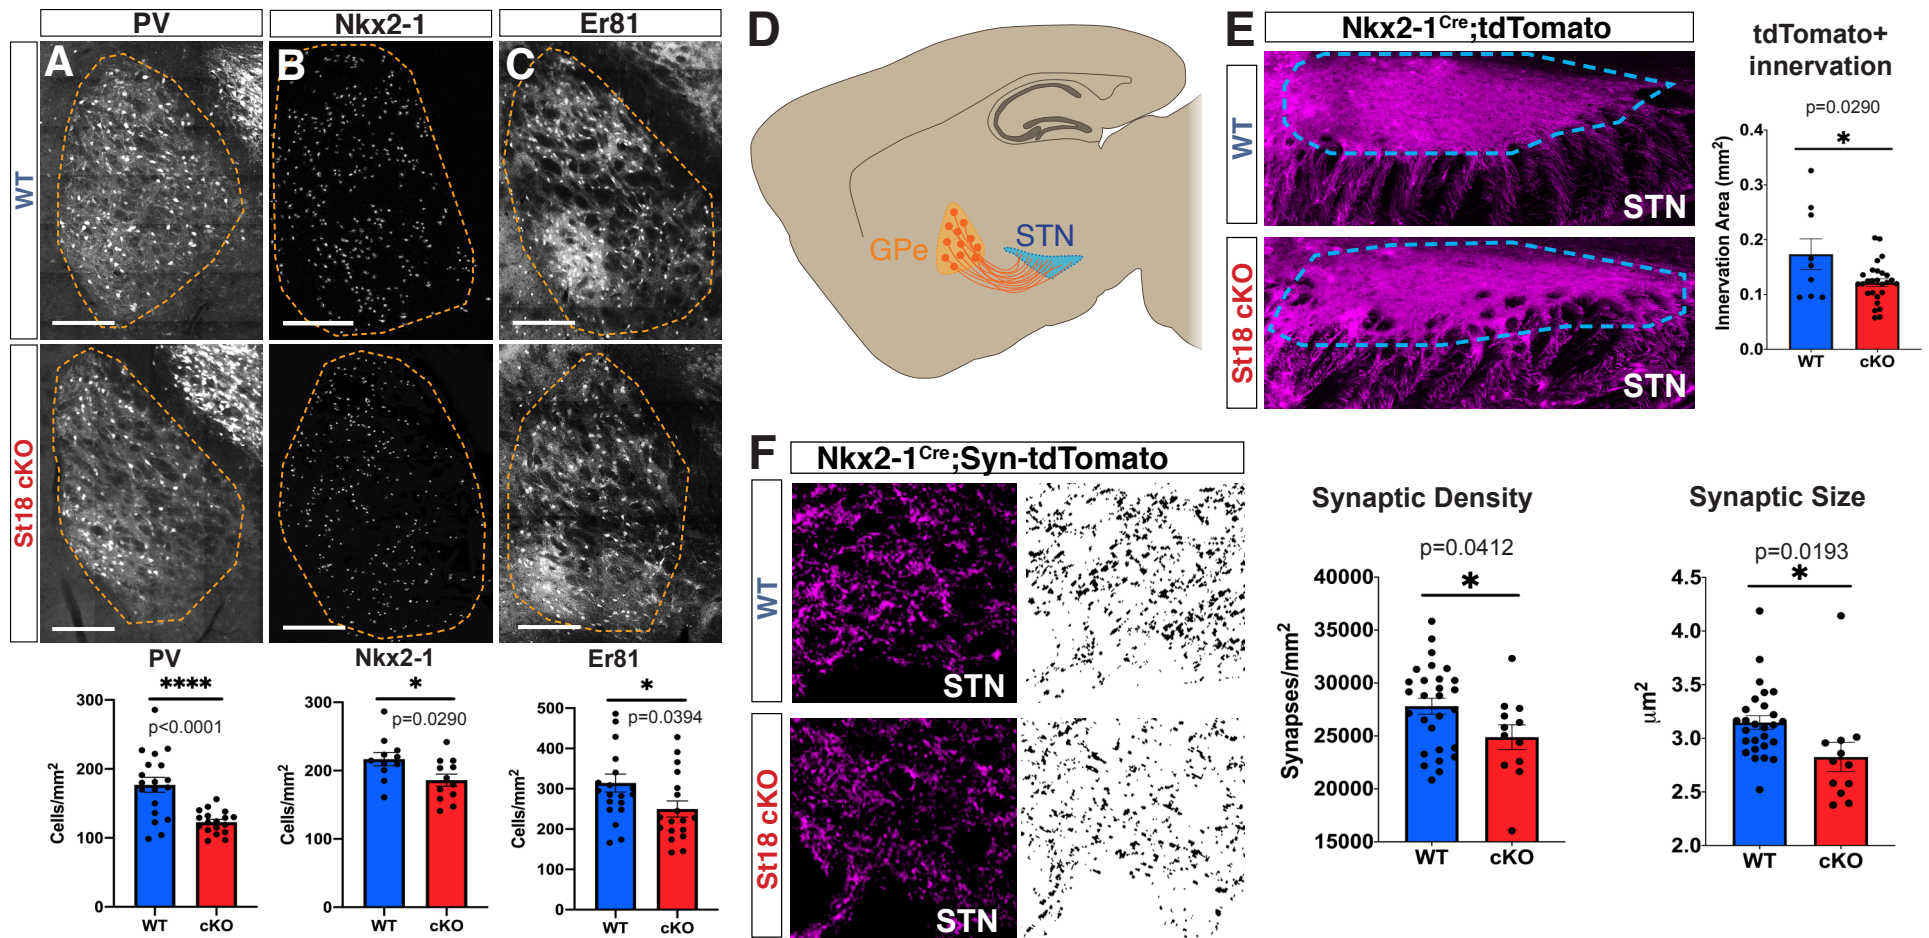 PV
Nkx2-1
Er81
A
B
C
WT
St18 cKO
PV
****
p<0.0001
Cells/mm2
300
200
100
0
WT
cKO
Nkx2-1
*
p=0.0290
Cells/mm2
300
200
100
0
WT
cKO
Er81
*
p=0.0394
Cells/mm2
500
400
300
200
100
0
WT
cKO
D
GPe
STN
E
Nkx2-1Cre;tdTomato
WT
STN
St18 cKO
STN
tdTomato+
innervation
p=0.0290
*
Innervation Area (mm2)
0.4
0.3
0.2
0.1
0.0
WT
cKO
F
Nkx2-1Cre;Syn-tdTomato
WT
STN
St18 cKO
STN
Synaptic Density
p=0.0412
*
Synapses/mm2
40000
35000
30000
25000
20000
15000
WT
cKO
Synaptic Size
p=0.0193
*
μm2
4.5
4.0
3.5
3.0
2.5
2.0
WT
cKO